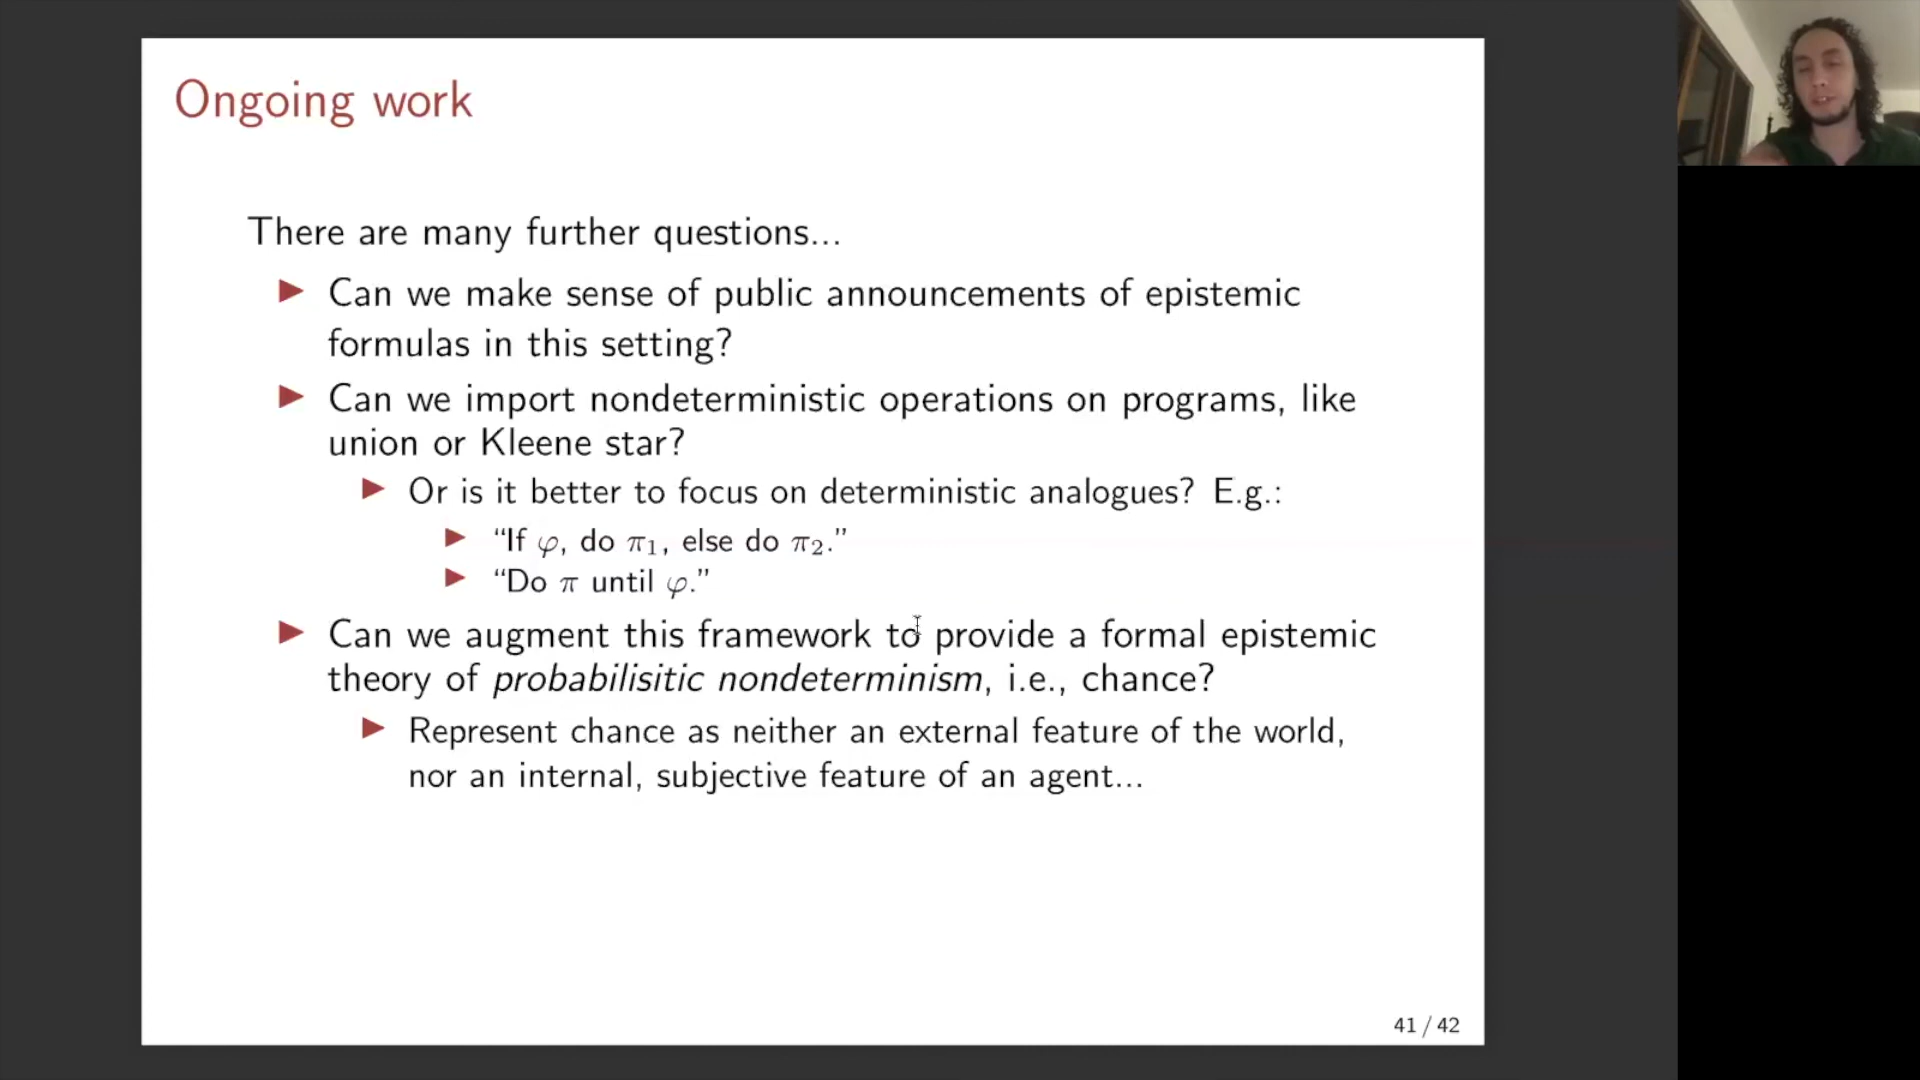 Ongoing work
There are many further questions...
▶ Can we make sense of public announcements of epistemic
formulas in this setting?
▶ Can we import nondeterministic operations on programs, like
union or Kleene star?
▶ Or is it better to focus on deterministic analogues? E.g.:
▶ “If φ, do π₁, else do π₂.”
▶ “Do π until φ.”
▶ Can we augment this framework to provide a formal epistemic
theory of probabilisitic nondeterminism, i.e., chance?
▶ Represent chance as neither an external feature of the world,
nor an internal, subjective feature of an agent...
41 / 42